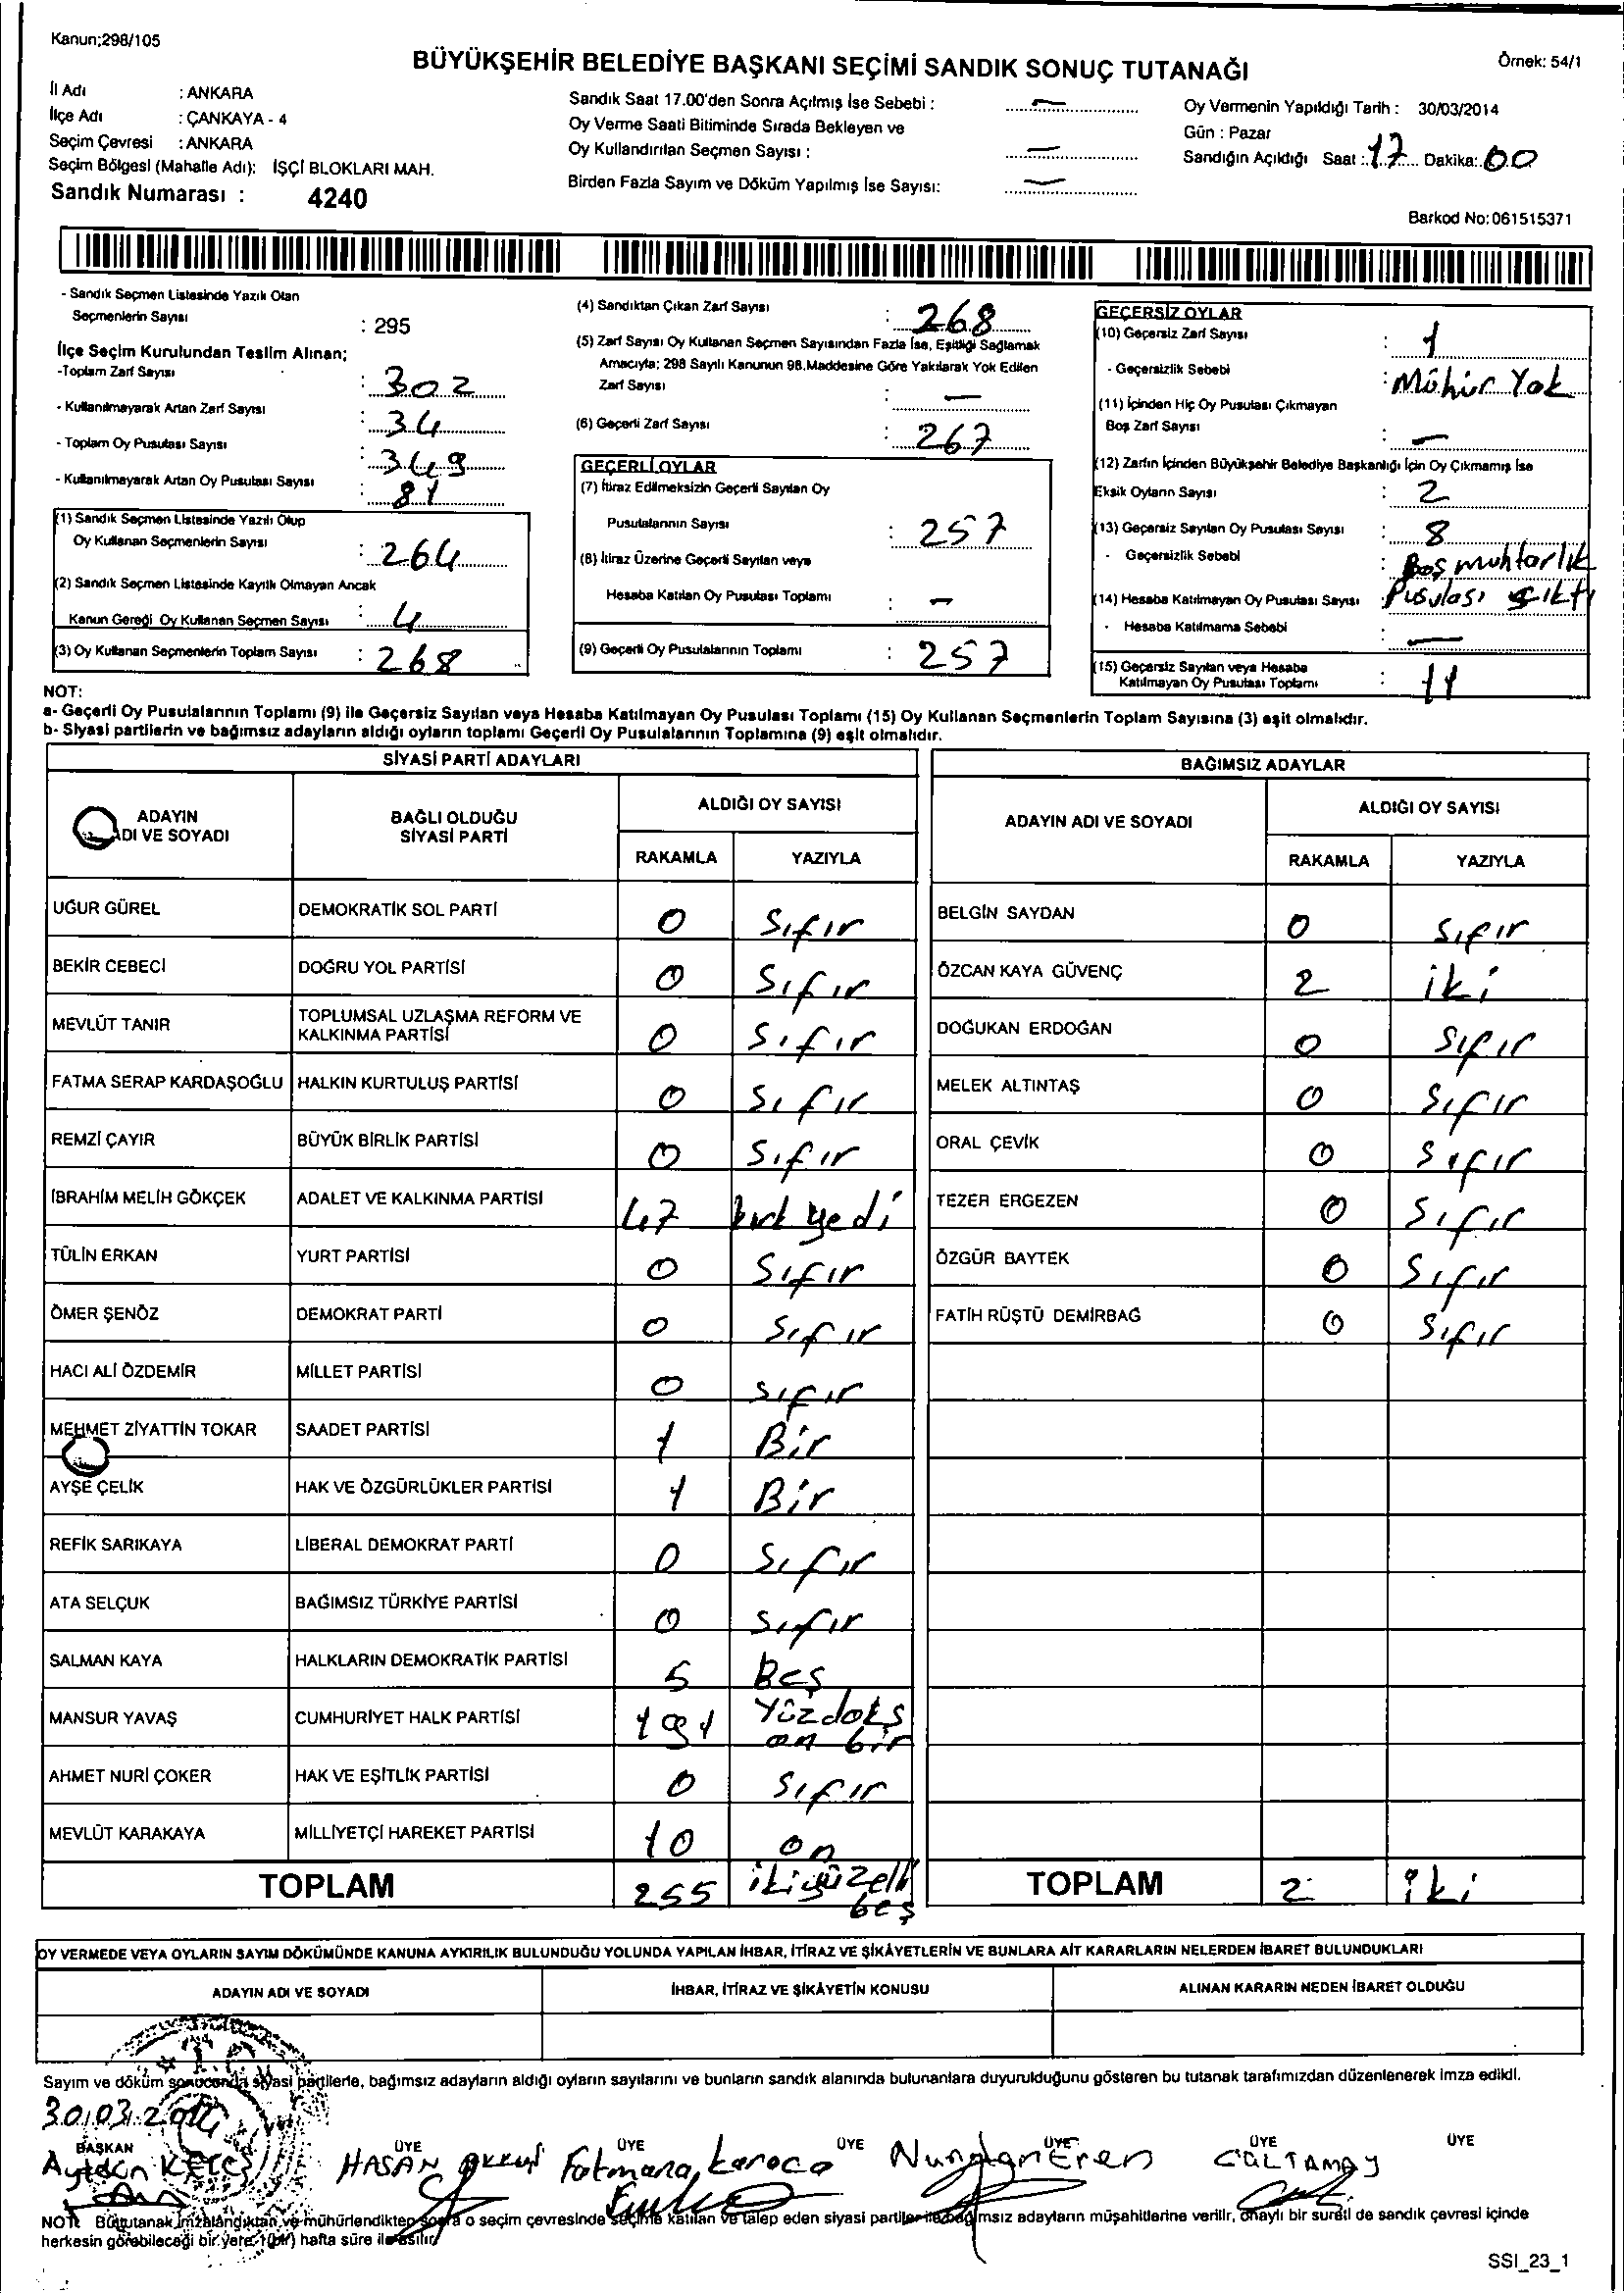 Kanun;298/105
BÜYÜKŞEHİR BELEDİYE BAŞKANI SEÇİMİ SANDIK SONUÇ TUTANAĞI
Örnek: 54/1
İl Adı : ANKARA
İlçe Adı : ÇANKAYA - 4
Seçim Çevresi : ANKARA
Seçim Bölgesi (Mahalle Adı): İŞÇİ BLOKLARI MAH.
Sandık Numarası : 4240
Sandık Saat 17.00'den Sonra Açılmış İse Sebebi : —
Oy Verme Saati Bitiminde Sırada Bekleyen ve
Oy Kullandırılan Seçmen Sayısı : —
Birden Fazla Sayım ve Döküm Yapılmış İse Sayısı: —
Oy Vermenin Yapıldığı Tarih : 30/03/2014
Gün : Pazar
Sandığın Açıldığı Saat : 17 Dakika: 00
Barkod No:061515371
- Sandık Seçmen Listesinde Yazılı Olan
Seçmenlerin Sayısı : 295
İlçe Seçim Kurulundan Teslim Alınan;
-Toplam Zarf Sayısı : 302
- Kullanılmayarak Artan Zarf Sayısı : 34
- Toplam Oy Pusulası Sayısı : 349
- Kullanılmayarak Artan Oy Pusulası Sayısı : 81
(1) Sandık Seçmen Listesinde Yazılı Olup
Oy Kullanan Seçmenlerin Sayısı : 264
(2) Sandık Seçmen Listesinde Kayıtlı Olmayan Ancak
Kanun Gereği Oy Kullanan Seçmen Sayısı : 4
(3) Oy Kullanan Seçmenlerin Toplam Sayısı : 268
(4) Sandıktan Çıkan Zarf Sayısı : 268
(5) Zarf Sayısı Oy Kullanan Seçmen Sayısından Fazla İse, Eşitliği Sağlamak
Amacıyla; 298 Sayılı Kanunun 98.Maddesine Göre Yakılarak Yok Edilen
Zarf Sayısı : —
(6) Geçerli Zarf Sayısı : 267
GEÇERLİ OYLAR
(7) İtiraz Edilmeksizin Geçerli Sayılan Oy
Pusulalarının Sayısı : 257
(8) İtiraz Üzerine Geçerli Sayılan veya
Hesaba Katılan Oy Pusulası Toplamı : —
(9) Geçerli Oy Pusulalarının Toplamı : 257
GEÇERSİZ OYLAR
(10) Geçersiz Zarf Sayısı : 1
- Geçersizlik Sebebi : Mühür Yok
(11) İçinden Hiç Oy Pusulası Çıkmayan
Boş Zarf Sayısı : —
(12) Zarfın İçinden Büyükşehir Belediye Başkanlığı İçin Oy Çıkmamış İse
Eksik Oyların Sayısı : 2
(13) Geçersiz Sayılan Oy Pusulası Sayısı : 8
- Geçersizlik Sebebi : Boş muhtarlık
Pusulası çıktı
(14) Hesaba Katılmayan Oy Pusulası Sayısı :
- Hesaba Katılmama Sebebi : —
(15) Geçersiz Sayılan veya Hesaba
Katılmayan Oy Pusulası Toplamı : 11
NOT:
a- Geçerli Oy Pusulalarının Toplamı (9) ile Geçersiz Sayılan veya Hesaba Katılmayan Oy Pusulası Toplamı (15) Oy Kullanan Seçmenlerin Toplam Sayısına (3) eşit olmalıdır.
b- Siyasi partilerin ve bağımsız adayların aldığı oyların toplamı Geçerli Oy Pusulalarının Toplamına (9) eşit olmalıdır.
SİYASİ PARTİ ADAYLARI
ADAYIN ADI VE SOYADI BAĞLI OLDUĞU SİYASİ PARTİ ALDIĞI OY SAYISI
RAKAMLA YAZIYLA
UĞUR GÜREL DEMOKRATİK SOL PARTİ 0 Sıfır
BEKİR CEBECİ DOĞRU YOL PARTİSİ 0 Sıfır
MEVLÜT TANIR TOPLUMSAL UZLAŞMA REFORM VE KALKINMA PARTİSİ 0 Sıfır
FATMA SERAP KARDAŞOĞLU HALKIN KURTULUŞ PARTİSİ 0 Sıfır
REMZİ ÇAYIR BÜYÜK BİRLİK PARTİSİ 0 Sıfır
İBRAHİM MELİH GÖKÇEK ADALET VE KALKINMA PARTİSİ 47 kırk yedi
TÜLİN ERKAN YURT PARTİSİ 0 Sıfır
ÖMER ŞENÖZ DEMOKRAT PARTİ 0 Sıfır
HACI ALİ ÖZDEMİR MİLLET PARTİSİ 0 sıfır
MEHMET ZİYATTİN TOKAR SAADET PARTİSİ 1 Bir
AYŞE ÇELİK HAK VE ÖZGÜRLÜKLER PARTİSİ 1 Bir
REFİK SARIKAYA LİBERAL DEMOKRAT PARTİ 0 Sıfır
ATA SELÇUK BAĞIMSIZ TÜRKİYE PARTİSİ 0 Sıfır
SALMAN KAYA HALKLARIN DEMOKRATİK PARTİSİ 5 Beş
MANSUR YAVAŞ CUMHURİYET HALK PARTİSİ 191 Yüzdoks
an bir
AHMET NURİ ÇOKER HAK VE EŞİTLİK PARTİSİ 0 Sıfır
MEVLÜT KARAKAYA MİLLİYETÇİ HAREKET PARTİSİ 10 on
TOPLAM 255 ikiyüzelli
beş
BAĞIMSIZ ADAYLAR
ADAYIN ADI VE SOYADI ALDIĞI OY SAYISI
RAKAMLA YAZIYLA
BELGİN SAYDAN 0 Sıfır
ÖZCAN KAYA GÜVENÇ 2 iki
DOĞUKAN ERDOĞAN 0 Sıfır
MELEK ALTINTAŞ 0 Sıfır
ORAL ÇEVİK 0 Sıfır
TEZER ERGEZEN 0 Sıfır
ÖZGÜR BAYTEK 0 Sıfır
FATİH RÜŞTÜ DEMİRBAĞ 0 Sıfır
TOPLAM 2 iki
OY VERMEDE VEYA OYLARIN SAYIM DÖKÜMÜNDE KANUNA AYKIRILIK BULUNDUĞU YOLUNDA YAPILAN İHBAR, İTİRAZ VE ŞİKÂYETLERİN VE BUNLARA AİT KARARLARIN NELERDEN İBARET BULUNDUKLARI
ADAYIN ADI VE SOYADI İHBAR, İTİRAZ VE ŞİKÂYETİN KONUSU ALINAN KARARIN NEDEN İBARET OLDUĞU
T.C.
Sayım ve döküm sonucunda siyasi partilerle, bağımsız adayların aldığı oyların sayılarını ve bunların sandık alanında bulunanlara duyurulduğunu gösteren bu tutanak tarafımızdan düzenlenerek imza edildi.
30.03.2014
BAŞKAN ÜYE ÜYE ÜYE ÜYE ÜYE ÜYE
HASAN Fatmana Karaca
NOT: Bu tutanak imzalandıktan ve mühürlendikten sonra o seçim çevresinde seçime katılan ve talep eden siyasi partiler ile bağımsız adayların müşahitlerine verilir, onaylı bir sureti de sandık çevresi içinde
herkesin görebileceği bir yere 1(bir) hafta süre ile asılır
SSI_23_1